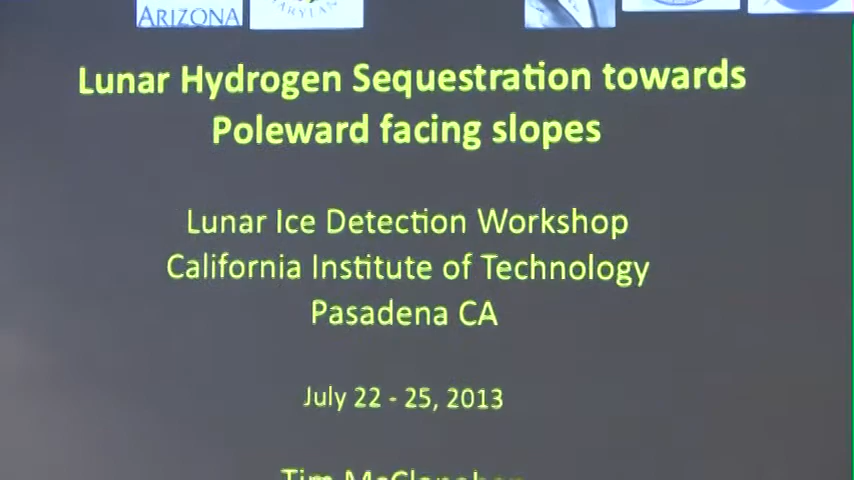 ARIZONA
Lunar Hydrogen Sequestration towards
Poleward facing slopes
Lunar Ice Detection Workshop
California Institute of Technology
Pasadena CA
July 22 - 25, 2013
Tim